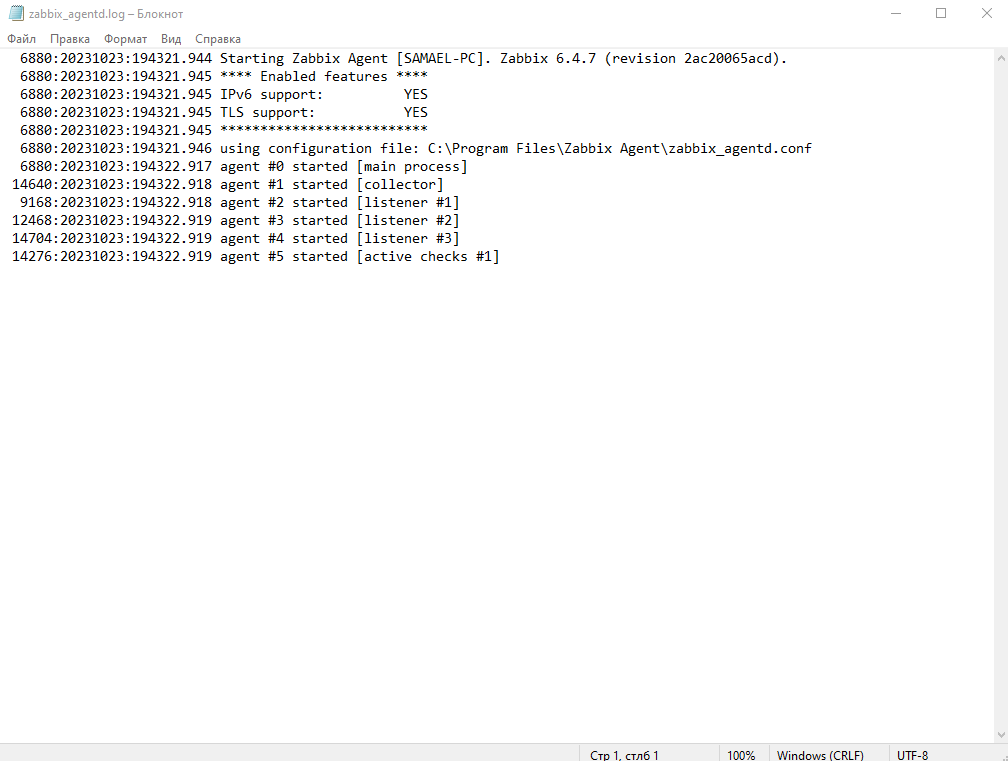 zabbix_agentd.log – Блокнот
Файл Правка Формат Вид Справка
6880:20231023:194321.944 Starting Zabbix Agent [SAMAEL-PC]. Zabbix 6.4.7 (revision 2ac20065acd).
6880:20231023:194321.945 **** Enabled features ****
6880:20231023:194321.945 IPv6 support: YES
6880:20231023:194321.945 TLS support: YES
6880:20231023:194321.945 **************************
6880:20231023:194321.946 using configuration file: C:\Program Files\Zabbix Agent\zabbix_agentd.conf
6880:20231023:194322.917 agent #0 started [main process]
14640:20231023:194322.918 agent #1 started [collector]
9168:20231023:194322.918 agent #2 started [listener #1]
12468:20231023:194322.919 agent #3 started [listener #2]
14704:20231023:194322.919 agent #4 started [listener #3]
14276:20231023:194322.919 agent #5 started [active checks #1]
Стр 1, стлб 1 100% Windows (CRLF) UTF-8